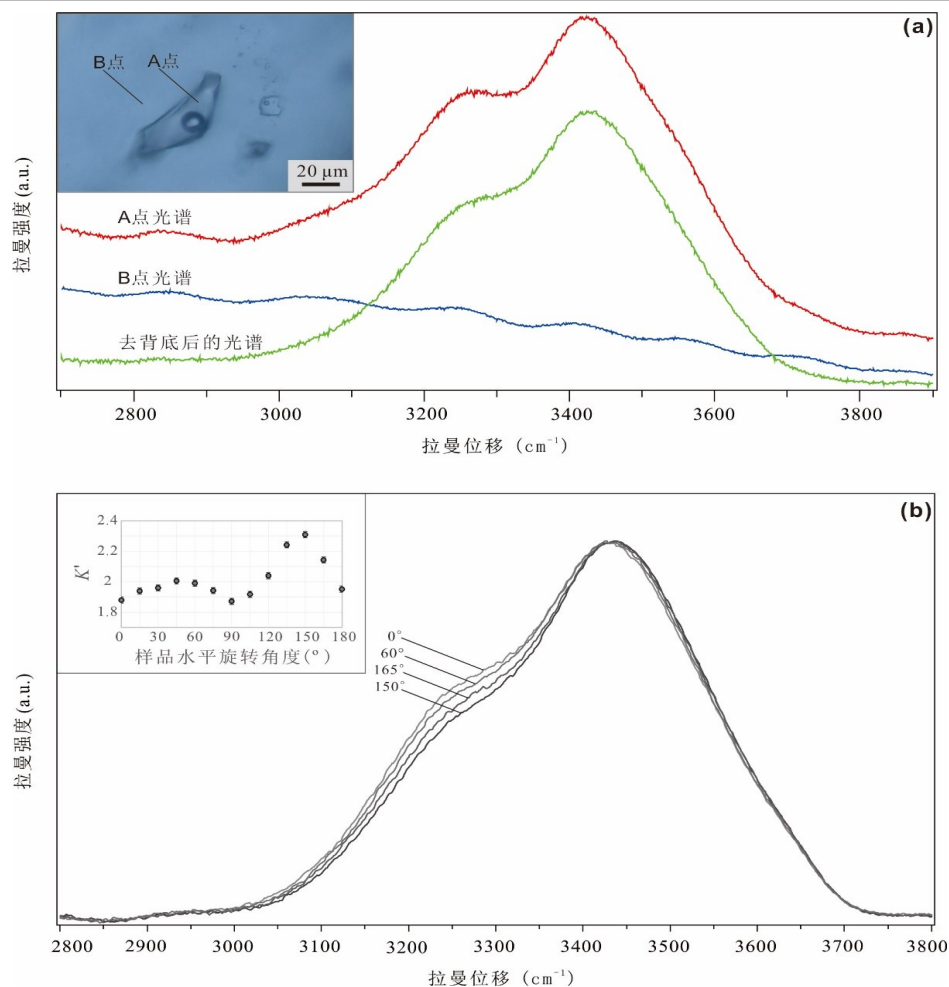 (a)
B点 A点
20 μm
A点光谱
B点光谱
去背底后的光谱
拉曼强度(a.u.)
2800 3000 3200 3400 3600 3800
拉曼位移 (cm⁻¹)
(b)
2.4
2.2
2
1.8
K'
0 30 60 90 120 150 180
样品水平旋转角度(°)
0°
60°
165°
150°
拉曼强度(a.u.)
2800 2900 3000 3100 3200 3300 3400 3500 3600 3700 3800
拉曼位移 (cm⁻¹)